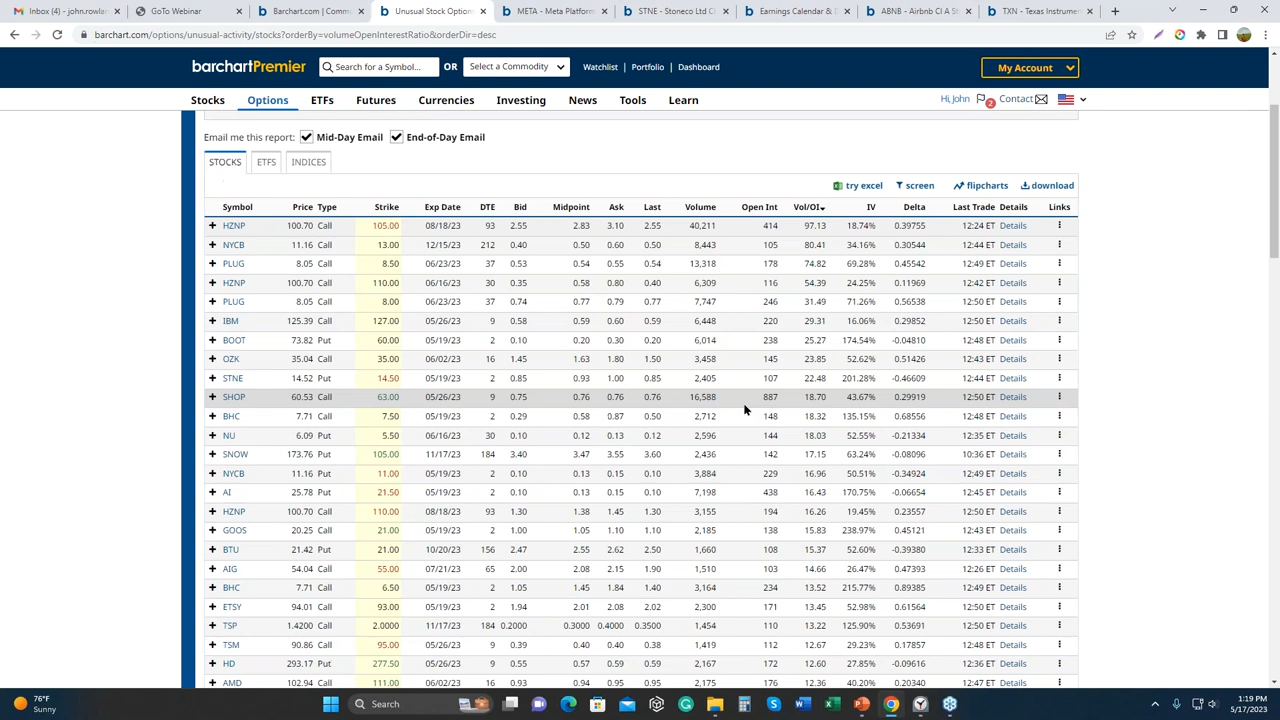 Inbox (4) - john.rowlan
GoTo Webinar
Barchart.com | Comm
Unusual Stock Option
META - Meta Platform
STNE - Stoneco Ltd Cl
Earnings Calendar & D
ABNB - Airbnb Cl A St
TXN - Texas Instrumen
barchart.com/options/unusual-activity/stocks?orderBy=volumeOpenInterestRatio&orderDir=desc
barchartPremier Search for a Symbol... OR Select a Commodity Watchlist Portfolio Dashboard My Account
Stocks Options ETFs Futures Currencies Investing News Tools Learn Hi, John 2 Contact
Email me this report: Mid-Day Email End-of-Day Email
STOCKS ETFS INDICES
try excel screen flipcharts download
Symbol Price Type Strike Exp Date DTE Bid Midpoint Ask Last Volume Open Int Vol/OI IV Delta Last Trade Details Links
HZNP 100.70 Call 105.00 08/18/23 93 2.55 2.83 3.10 2.55 40,211 414 97.13 18.74% 0.39755 12:24 ET Details
NYCB 11.16 Call 13.00 12/15/23 212 0.40 0.50 0.60 0.50 8,443 105 80.41 34.16% 0.30544 12:44 ET Details
PLUG 8.05 Call 8.50 06/23/23 37 0.53 0.54 0.55 0.54 13,318 178 74.82 69.28% 0.45542 12:49 ET Details
HZNP 100.70 Call 110.00 06/16/23 30 0.35 0.58 0.80 0.40 6,309 116 54.39 24.25% 0.11969 12:42 ET Details
PLUG 8.05 Call 8.00 06/23/23 37 0.74 0.77 0.79 0.77 7,747 246 31.49 71.26% 0.56538 12:50 ET Details
IBM 125.39 Call 127.00 05/26/23 9 0.58 0.59 0.60 0.59 6,448 220 29.31 16.06% 0.29852 12:50 ET Details
BOOT 73.82 Put 60.00 05/19/23 2 0.10 0.20 0.30 0.20 6,014 238 25.27 174.54% -0.04810 12:48 ET Details
OZK 35.04 Call 35.00 06/02/23 16 1.45 1.63 1.80 1.50 3,458 145 23.85 52.62% 0.51426 12:43 ET Details
STNE 14.52 Put 14.50 05/19/23 2 0.85 0.93 1.00 0.85 2,405 107 22.48 201.28% -0.46609 12:44 ET Details
SHOP 60.53 Call 63.00 05/26/23 9 0.75 0.76 0.76 0.76 16,588 887 18.70 43.67% 0.29919 12:50 ET Details
BHC 7.71 Call 7.50 05/19/23 2 0.29 0.58 0.87 0.50 2,712 148 18.32 135.15% 0.68556 12:48 ET Details
NU 6.09 Put 5.50 06/16/23 30 0.10 0.12 0.13 0.12 2,596 144 18.03 52.55% -0.21334 12:35 ET Details
SNOW 173.76 Put 105.00 11/17/23 184 3.40 3.47 3.55 3.60 2,436 142 17.15 63.24% -0.08096 10:36 ET Details
NYCB 11.16 Put 11.00 05/19/23 2 0.10 0.13 0.15 0.10 3,884 229 16.96 50.51% -0.34924 12:48 ET Details
AI 25.78 Put 21.50 05/19/23 2 0.10 0.13 0.15 0.10 7,198 438 16.43 170.75% -0.06654 12:45 ET Details
HZNP 100.70 Call 110.00 08/18/23 93 1.30 1.38 1.45 1.30 3,155 194 16.26 19.45% 0.23557 12:50 ET Details
GOOS 20.25 Call 21.00 05/19/23 2 1.00 1.05 1.10 1.10 2,185 138 15.83 238.97% 0.45121 12:43 ET Details
BTU 21.42 Put 21.00 10/20/23 156 2.47 2.55 2.62 2.50 1,660 108 15.37 52.60% -0.39380 12:33 ET Details
AIG 54.04 Call 55.00 07/21/23 65 2.00 2.08 2.15 1.90 1,510 103 14.66 26.47% 0.47393 12:26 ET Details
BHC 7.71 Call 6.50 05/19/23 2 1.05 1.45 1.84 1.40 3,164 234 13.52 215.77% 0.89385 12:50 ET Details
ETSY 94.01 Call 93.00 05/19/23 2 1.94 2.01 2.08 2.02 2,300 171 13.45 52.98% 0.61564 12:50 ET Details
TSP 1.4200 Call 2.0000 11/17/23 184 0.2000 0.3000 0.4000 0.3500 1,454 110 13.22 125.90% 0.53691 12:50 ET Details
TSM 90.86 Call 95.00 05/26/23 9 0.39 0.40 0.40 0.38 1,419 112 12.67 29.23% 0.17857 12:48 ET Details
HD 293.17 Put 277.50 05/26/23 9 0.55 0.57 0.59 0.59 2,167 172 12.60 27.85% -0.09616 12:36 ET Details
AMD 102.94 Call 111.00 06/02/23 16 0.93 0.94 0.95 0.92 2,175 176 12.36 40.20% 0.20340 12:47 ET Details
76°F
Sunny
Search
1:19 PM
5/17/2023